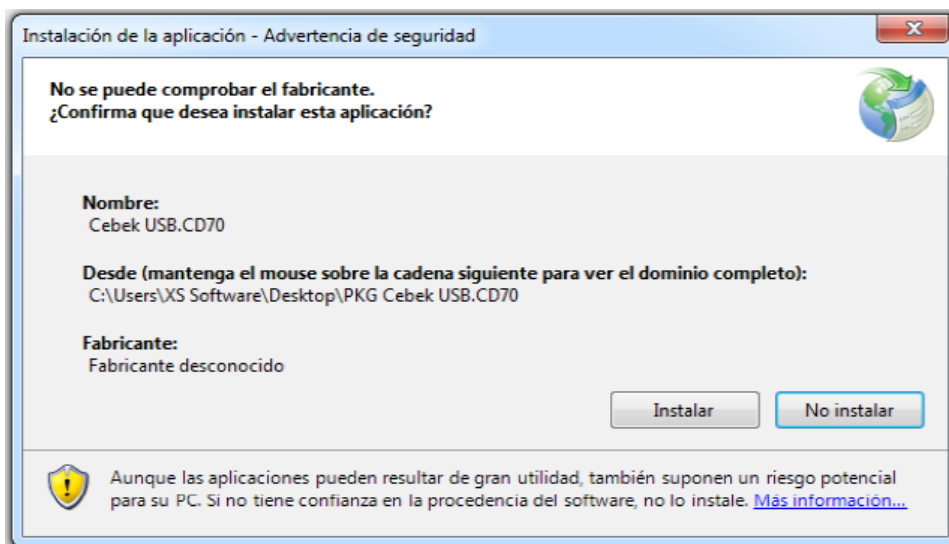 Instalación de la aplicación - Advertencia de seguridad
No se puede comprobar el fabricante.
¿Confirma que desea instalar esta aplicación?
Nombre:
Cebek USB.CD70
Desde (mantenga el mouse sobre la cadena siguiente para ver el dominio completo):
C:\Users\XS Software\Desktop\PKG Cebek USB.CD70
Fabricante:
Fabricante desconocido
Instalar No instalar
Aunque las aplicaciones pueden resultar de gran utilidad, también suponen un riesgo potencial
para su PC. Si no tiene confianza en la procedencia del software, no lo instale. Más información...